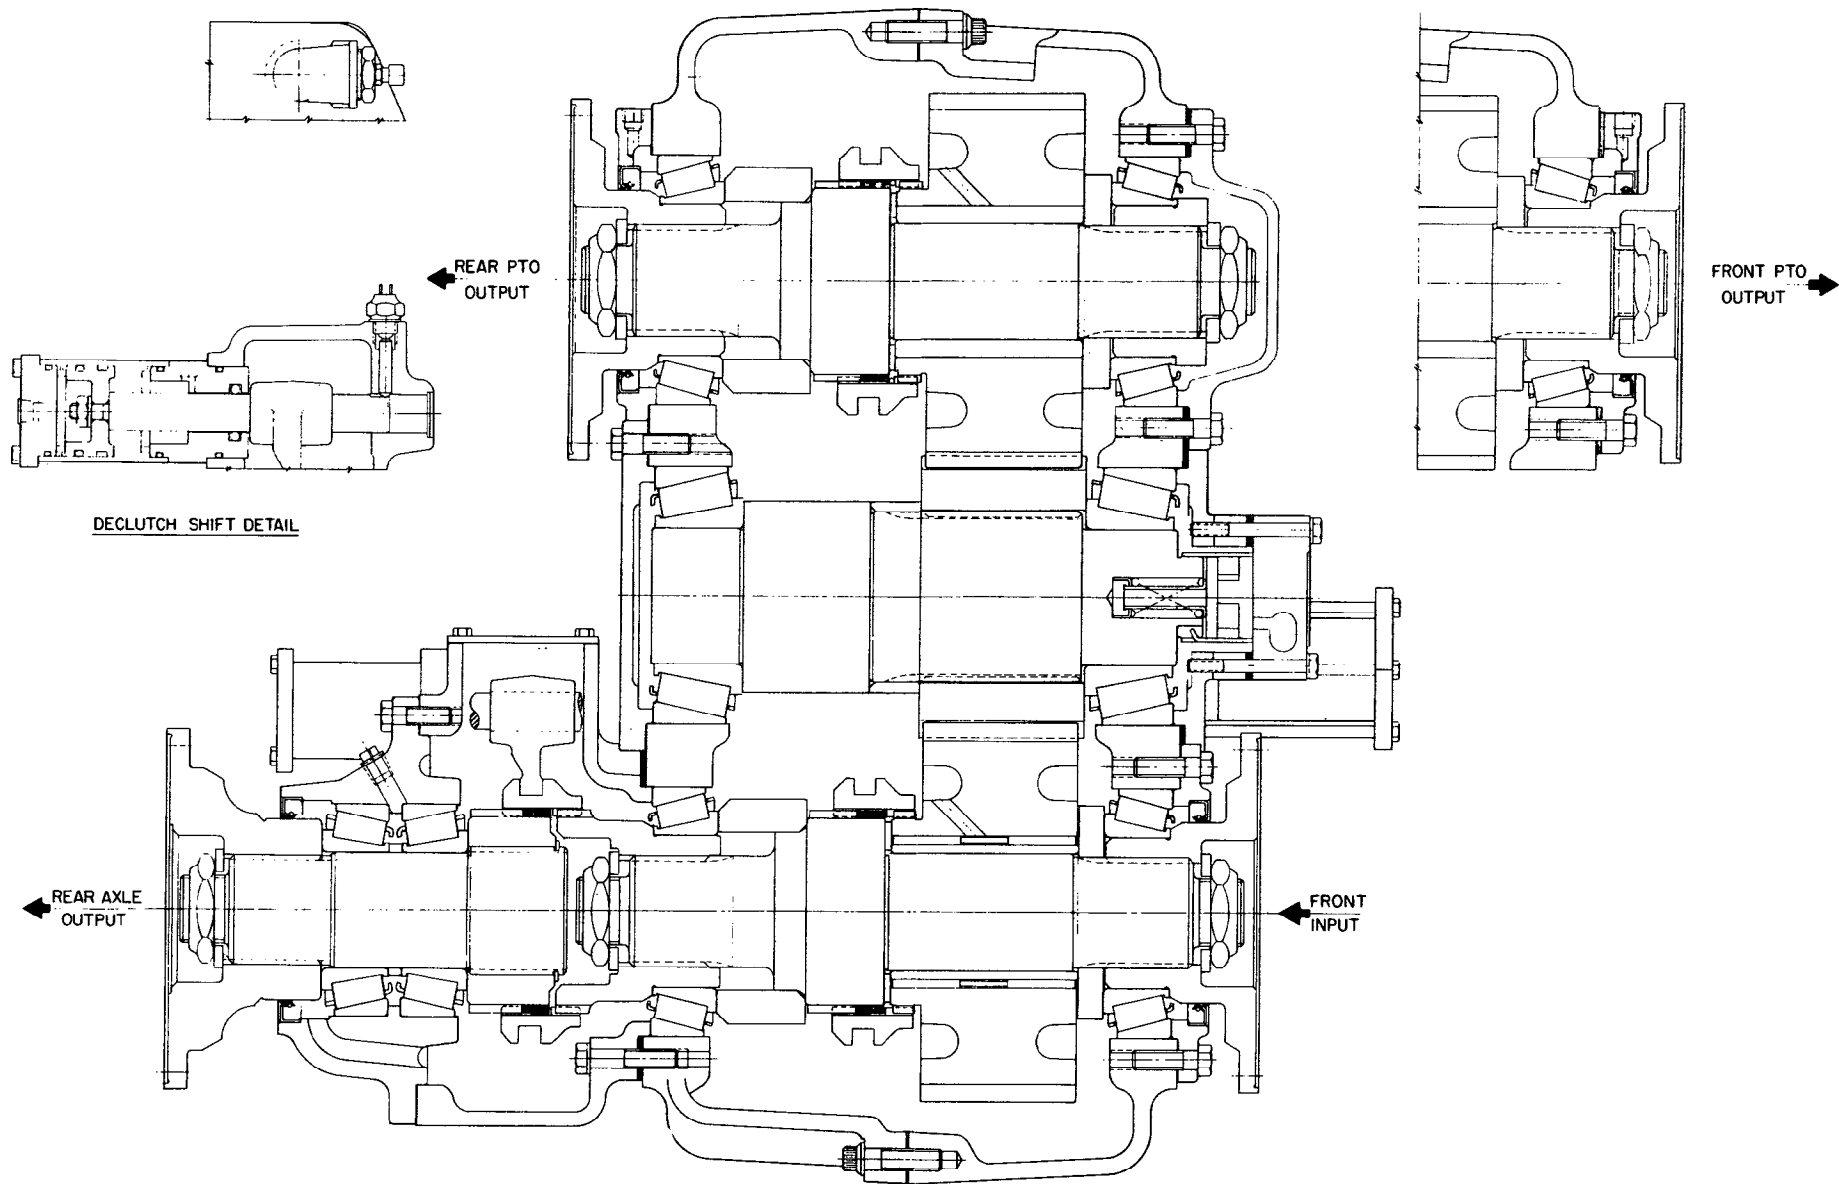 REAR PTO
OUTPUT
FRONT PTO
OUTPUT
DECLUTCH SHIFT DETAIL
REAR AXLE
OUTPUT
FRONT
INPUT